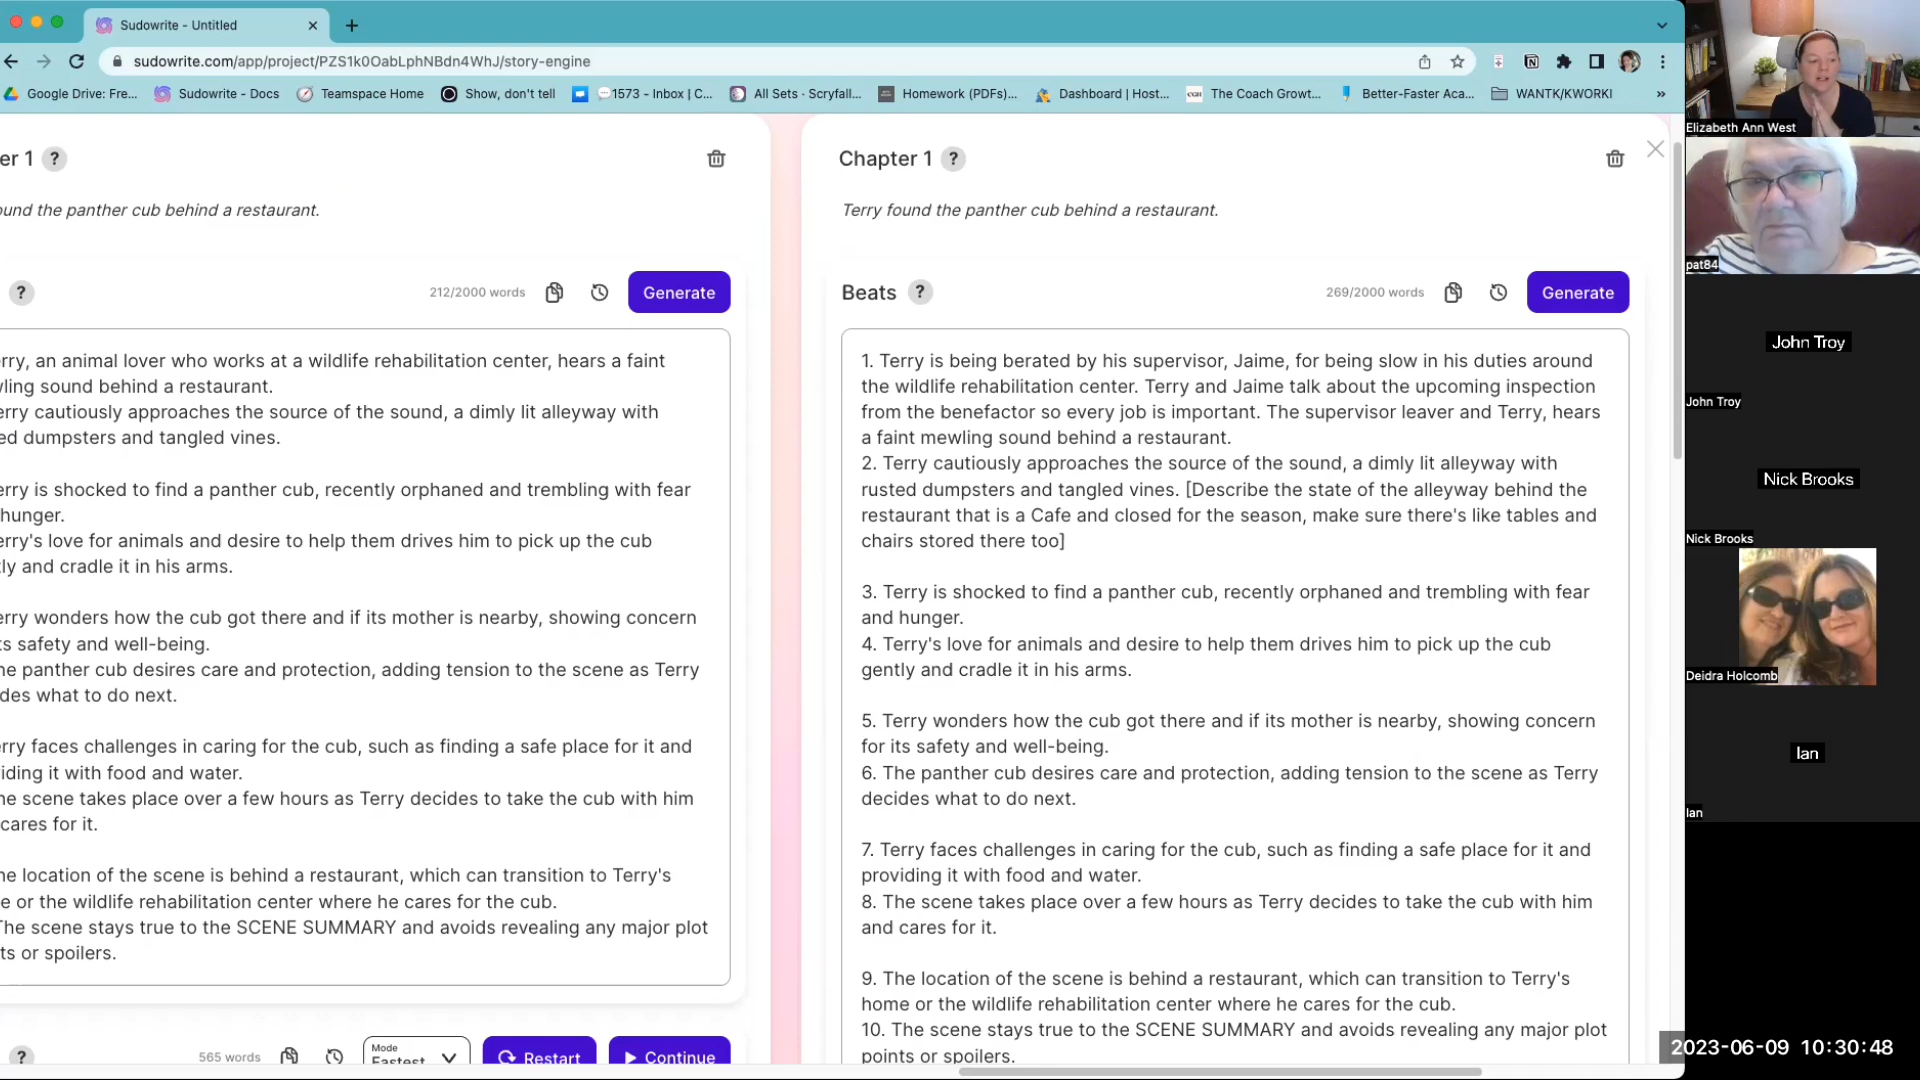 Sudowrite - Untitled
sudowrite.com/app/project/PZS1k0OabLphNBdn4WhJ/story-engine
Google Drive: Fre...
Sudowrite - Docs
Teamspace Home
Show, don't tell
1573 - Inbox | C...
All Sets - Scryfall...
Homework (PDFs)...
Dashboard | Host...
The Coach Growt...
Better-Faster Aca...
WANTK/KWORKI
er 1 ?
ound the panther cub behind a restaurant.
? 212/2000 words Generate
erry, an animal lover who works at a wildlife rehabilitation center, hears a faint
wling sound behind a restaurant.
erry cautiously approaches the source of the sound, a dimly lit alleyway with
ed dumpsters and tangled vines.
erry is shocked to find a panther cub, recently orphaned and trembling with fear
hunger.
erry's love for animals and desire to help them drives him to pick up the cub
tly and cradle it in his arms.
erry wonders how the cub got there and if its mother is nearby, showing concern
ts safety and well-being.
he panther cub desires care and protection, adding tension to the scene as Terry
des what to do next.
erry faces challenges in caring for the cub, such as finding a safe place for it and
iding it with food and water.
he scene takes place over a few hours as Terry decides to take the cub with him
cares for it.
he location of the scene is behind a restaurant, which can transition to Terry's
e or the wildlife rehabilitation center where he cares for the cub.
The scene stays true to the SCENE SUMMARY and avoids revealing any major plot
ts or spoilers.
? 565 words Mode Fastest Restart Continue
Chapter 1 ?
Terry found the panther cub behind a restaurant.
Beats ? 269/2000 words Generate
1. Terry is being berated by his supervisor, Jaime, for being slow in his duties around
the wildlife rehabilitation center. Terry and Jaime talk about the upcoming inspection
from the benefactor so every job is important. The supervisor leaver and Terry, hears
a faint mewling sound behind a restaurant.
2. Terry cautiously approaches the source of the sound, a dimly lit alleyway with
rusted dumpsters and tangled vines. [Describe the state of the alleyway behind the
restaurant that is a Cafe and closed for the season, make sure there's like tables and
chairs stored there too]
3. Terry is shocked to find a panther cub, recently orphaned and trembling with fear
and hunger.
4. Terry's love for animals and desire to help them drives him to pick up the cub
gently and cradle it in his arms.
5. Terry wonders how the cub got there and if its mother is nearby, showing concern
for its safety and well-being.
6. The panther cub desires care and protection, adding tension to the scene as Terry
decides what to do next.
7. Terry faces challenges in caring for the cub, such as finding a safe place for it and
providing it with food and water.
8. The scene takes place over a few hours as Terry decides to take the cub with him
and cares for it.
9. The location of the scene is behind a restaurant, which can transition to Terry's
home or the wildlife rehabilitation center where he cares for the cub.
10. The scene stays true to the SCENE SUMMARY and avoids revealing any major plot
points or spoilers.
Elizabeth Ann West
pat84
John Troy
John Troy
Nick Brooks
Nick Brooks
Deidra Holcomb
Ian
Ian
2023-06-09 10:30:48